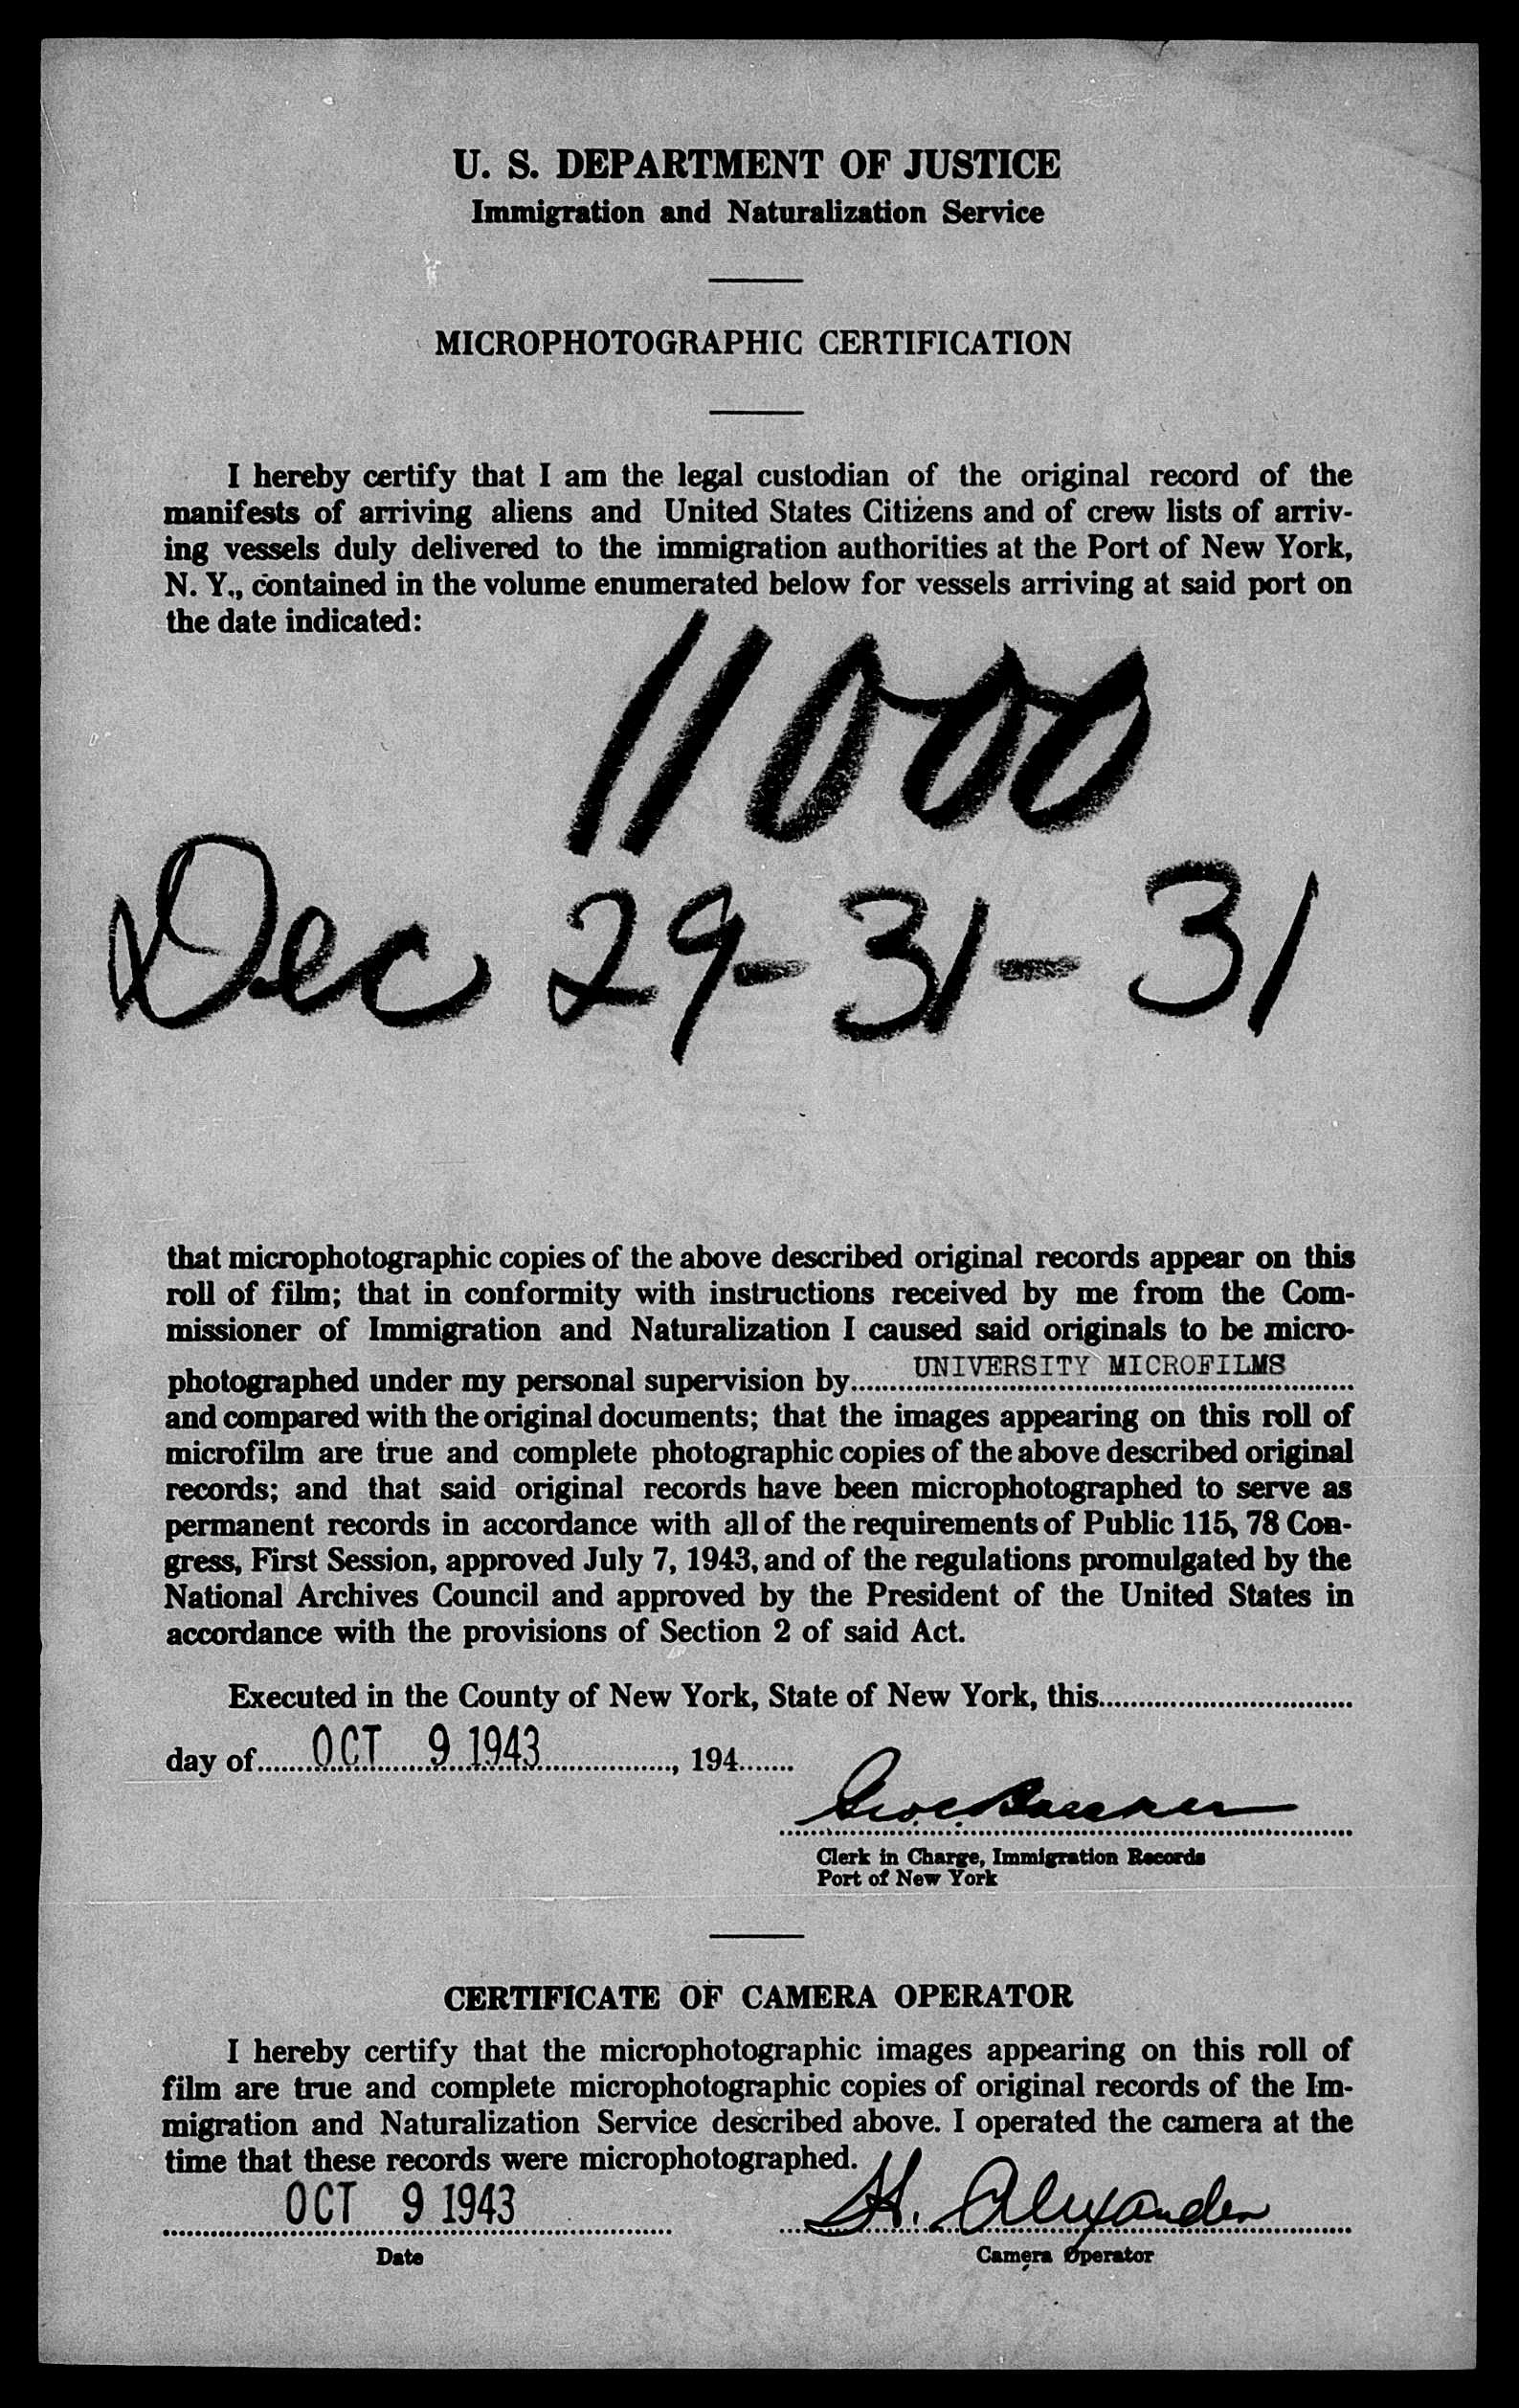 U. S. DEPARTMENT OF JUSTICE
Immigration and Naturalization Service
MICROPHOTOGRAPHIC CERTIFICATION
I hereby certify that I am the legal custodian of the original record of the
manifests of arriving aliens and United States Citizens and of crew lists of arriv-
ing vessels duly delivered to the immigration authorities at the Port of New York,
N. Y., contained in the volume enumerated below for vessels arriving at said port on
the date indicated:
11000
Dec 29-31-31
that microphotographic copies of the above described original records appear on this
roll of film; that in conformity with instructions received by me from the Com-
missioner of Immigration and Naturalization I caused said originals to be micro-
photographed under my personal supervision by UNIVERSITY MICROFILMS
and compared with the original documents; that the images appearing on this roll of
microfilm are true and complete photographic copies of the above described original
records; and that said original records have been microphotographed to serve as
permanent records in accordance with all of the requirements of Public 115, 78 Con-
gress, First Session, approved July 7, 1943, and of the regulations promulgated by the
National Archives Council and approved by the President of the United States in
accordance with the provisions of Section 2 of said Act.
Executed in the County of New York, State of New York, this
day of OCT 9 1943, 194
Clerk in Charge, Immigration Records
Port of New York
CERTIFICATE OF CAMERA OPERATOR
I hereby certify that the microphotographic images appearing on this roll of
film are true and complete microphotographic copies of original records of the Im-
migration and Naturalization Service described above. I operated the camera at the
time that these records were microphotographed.
OCT 9 1943 H. Alexander
Date Camera Operator